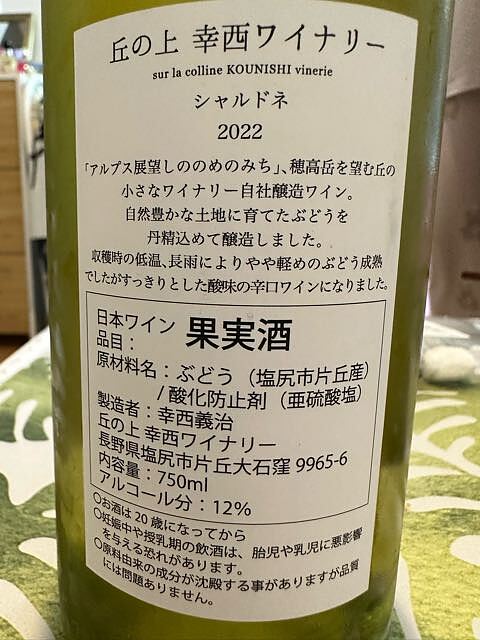 丘の上 幸西ワイナリー
sur la colline KOUNISHI vinerie
シャルドネ
2022
「アルプス展望しののめのみち」、穂高岳を望む丘の
小さなワイナリー自社醸造ワイン。
自然豊かな土地に育てたぶどうを
丹精込めて醸造しました。
収穫時の低温、長雨によりやや軽めのぶどう成熟
でしたがすっきりとした酸味の辛口ワインになりました。
日本ワイン
品目： 果実酒
原材料名：ぶどう（塩尻市片丘産）
/ 酸化防止剤（亜硫酸塩）
製造者：幸西義治
丘の上 幸西ワイナリー
長野県塩尻市片丘大石窪 9965-6
内容量：750ml
アルコール分：12%
○お酒は 20 歳になってから
○妊娠中や授乳期の飲酒は、胎児や乳児に悪影響
を与える恐れがあります。
○原料由来の成分が沈殿する事がありますが品質
には問題ありません。